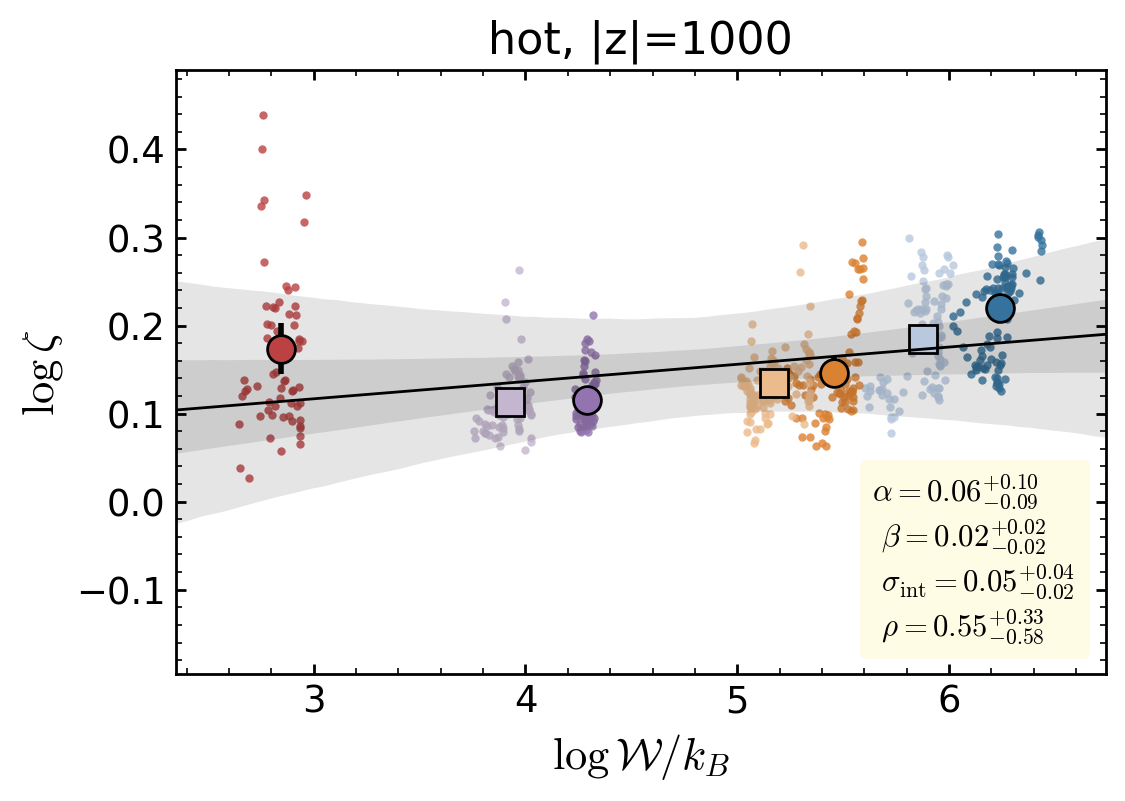 hot, |z|=1000
0.4
0.3
0.2
0.1
0.0
−0.1
log ζ
3 4 5 6
log 𝒲/k_B
α = 0.06^{+0.10}_{−0.09}
β = 0.02^{+0.02}_{−0.02}
σ_int = 0.05^{+0.04}_{−0.02}
ρ = 0.55^{+0.33}_{−0.58}